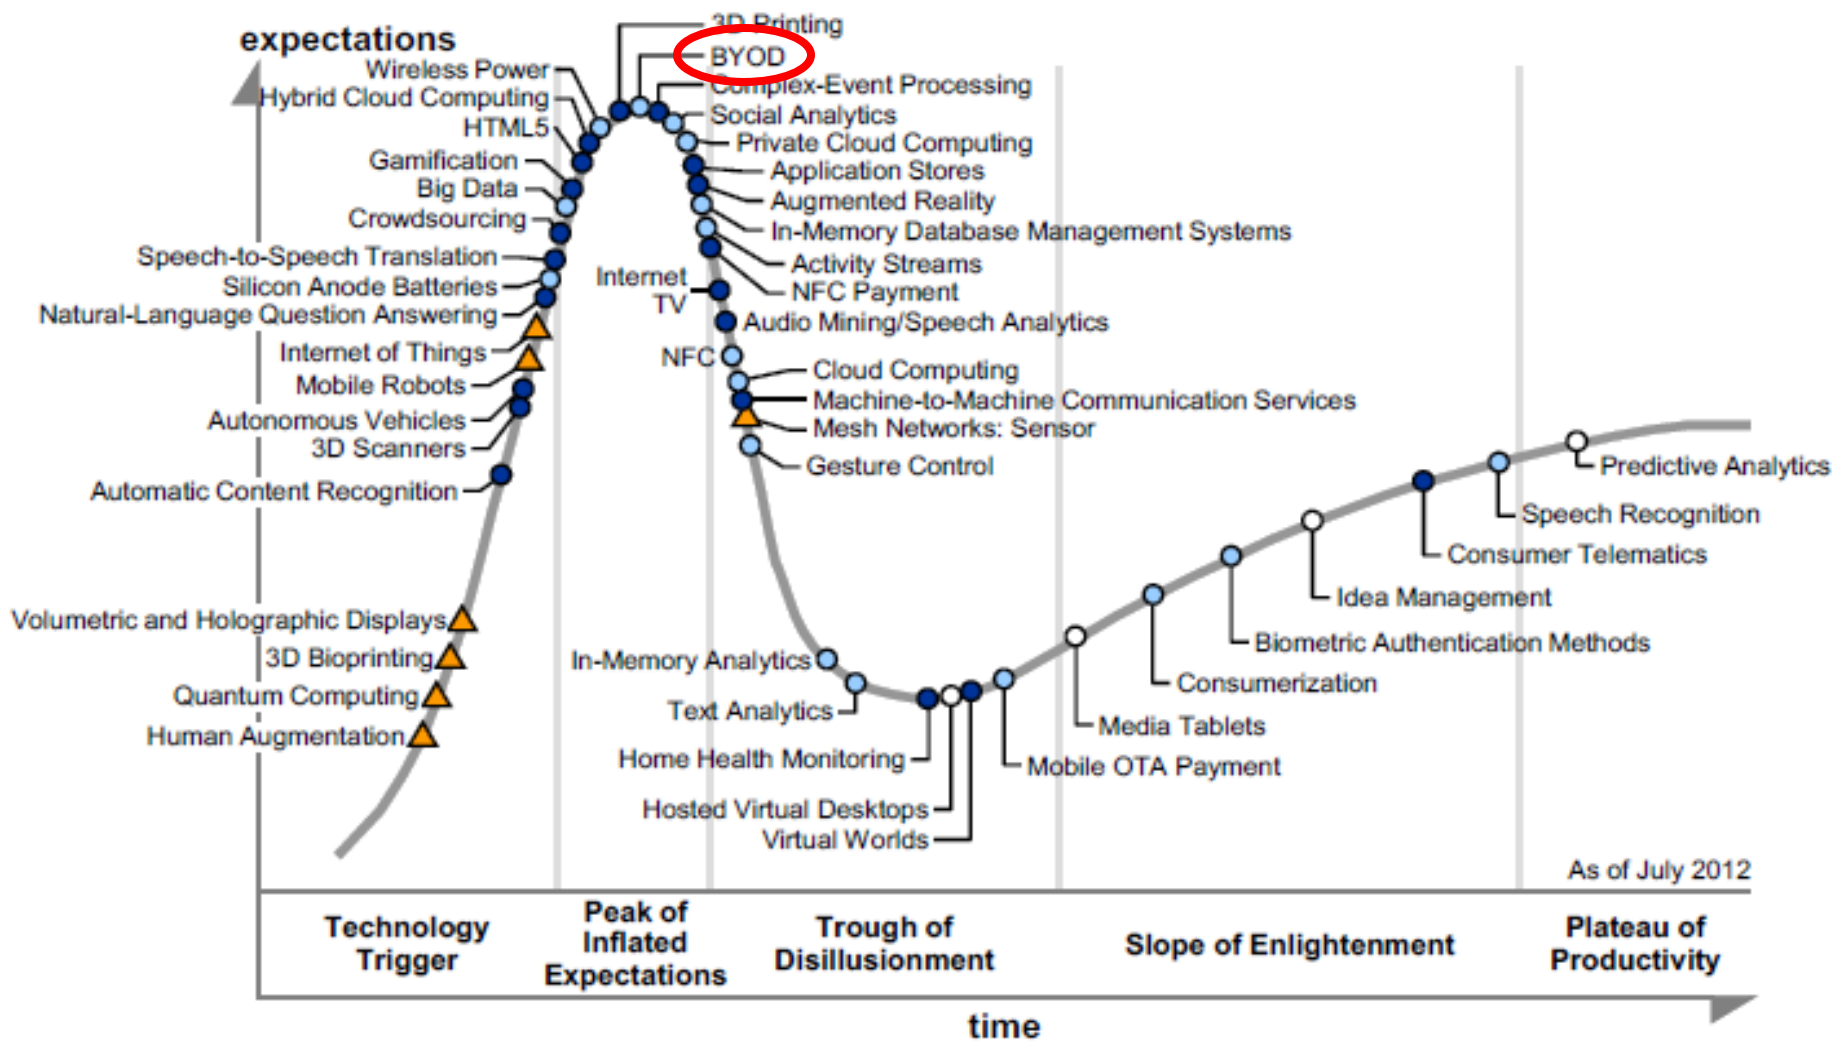 expectations
3D Printing
BYOD
Wireless Power
Complex-Event Processing
Hybrid Cloud Computing
Social Analytics
HTML5
Private Cloud Computing
Gamification
Application Stores
Big Data
Augmented Reality
Crowdsourcing
In-Memory Database Management Systems
Speech-to-Speech Translation
Activity Streams
Silicon Anode Batteries
Internet
TV
NFC Payment
Natural-Language Question Answering
Audio Mining/Speech Analytics
Internet of Things
NFC
Mobile Robots
Cloud Computing
Autonomous Vehicles
Machine-to-Machine Communication Services
3D Scanners
Mesh Networks: Sensor
Gesture Control
Automatic Content Recognition
Predictive Analytics
Speech Recognition
Consumer Telematics
Idea Management
Volumetric and Holographic Displays
Biometric Authentication Methods
3D Bioprinting
In-Memory Analytics
Consumerization
Quantum Computing
Text Analytics
Media Tablets
Human Augmentation
Home Health Monitoring
Mobile OTA Payment
Hosted Virtual Desktops
Virtual Worlds
As of July 2012
Technology
Trigger
Peak of
Inflated
Expectations
Trough of
Disillusionment
Slope of Enlightenment
Plateau of
Productivity
time